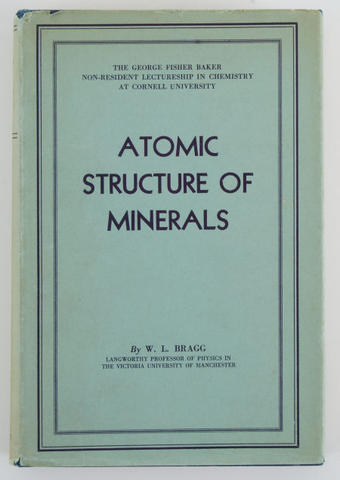 THE GEORGE FISHER BAKER
NON-RESIDENT LECTURESHIP IN CHEMISTRY
AT CORNELL UNIVERSITY
ATOMIC
STRUCTURE OF
MINERALS
By W. L. BRAGG
LANGWORTHY PROFESSOR OF PHYSICS IN
THE VICTORIA UNIVERSITY OF MANCHESTER